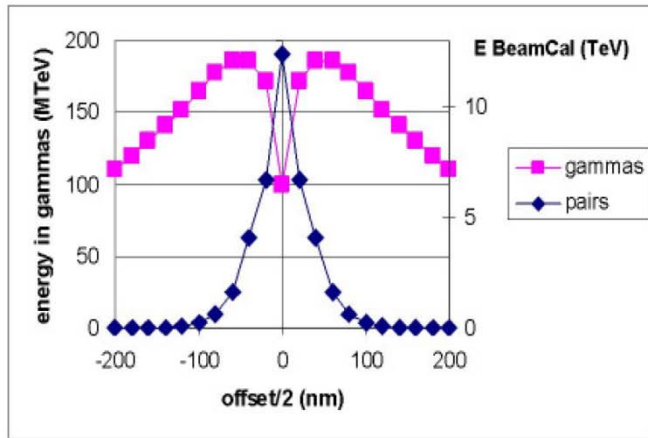 200
E BeamCal (TeV)
150
10
100
5
50
0
0
-200
-100
0
100
200
energy in gammas (MTeV)
offset/2 (nm)
gammas
pairs